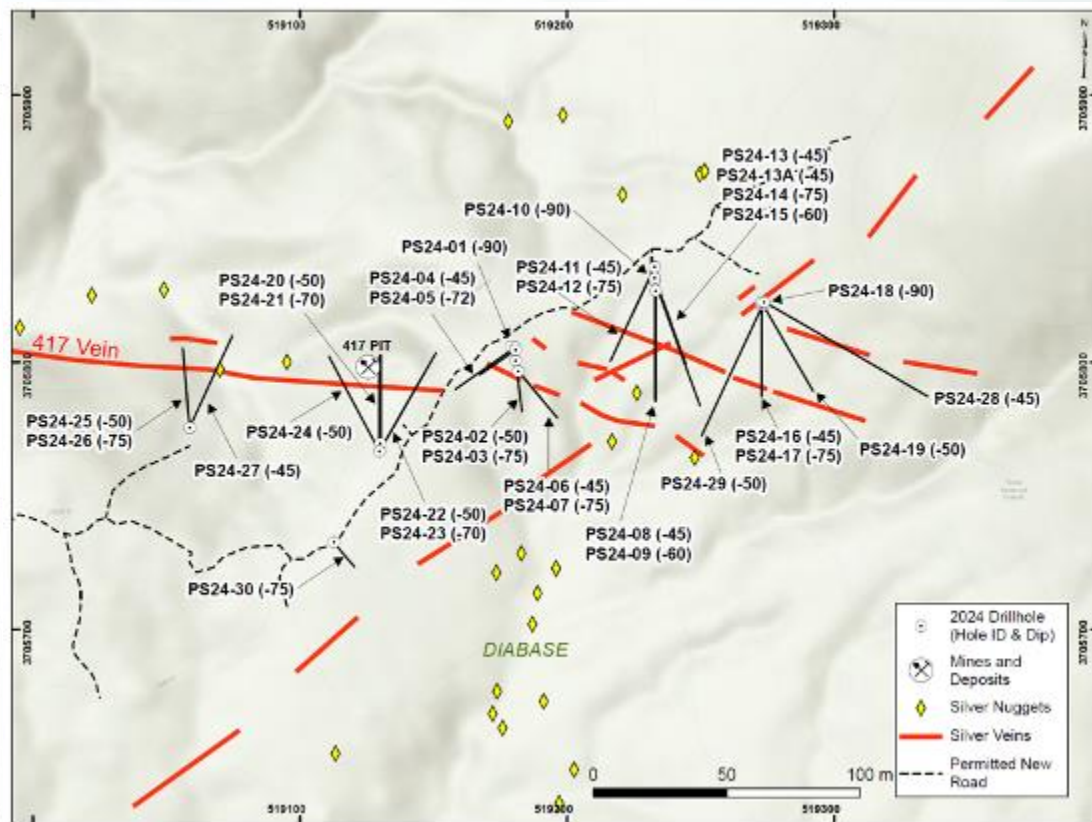 519100
519200
519300
3705900
3705900
PS24-13 (-45)
PS24-13A (-45)
PS24-14 (-75)
PS24-15 (-60)
PS24-10 (-90)
PS24-01 (-90)
PS24-20 (-50)
PS24-21 (-70)
PS24-04 (-45)
PS24-05 (-72)
PS24-11 (-45)
PS24-12 (-75)
PS24-18 (-90)
417 Vein
417 PIT
3705800
3705800
PS24-28 (-45)
PS24-25 (-50)
PS24-26 (-75)
PS24-24 (-50)
PS24-02 (-50)
PS24-03 (-75)
PS24-16 (-45)
PS24-17 (-75)
PS24-19 (-50)
PS24-27 (-45)
PS24-29 (-50)
PS24-06 (-45)
PS24-07 (-75)
PS24-22 (-50)
PS24-23 (-70)
PS24-08 (-45)
PS24-09 (-60)
PS24-30 (-75)
3705700
3705700
DIABASE
2024 Drillhole
(Hole ID & Dip)
Mines and
Deposits
Silver Nuggets
Silver Veins
Permitted New
Road
0 50 100 m
519100
519200
519300